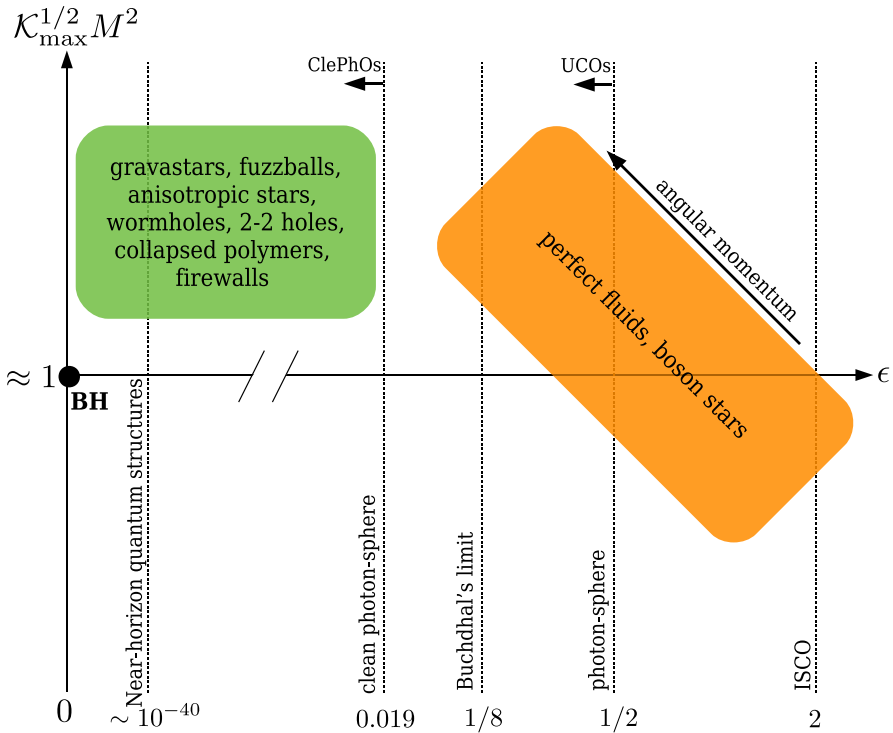 𝒦_max^{1/2} M²
ClePhOs
UCOs
gravastars, fuzzballs,
anisotropic stars,
wormholes, 2-2 holes,
collapsed polymers,
firewalls
angular momentum
perfect fluids, boson stars
≈ 1
ϵ
BH
Near-horizon quantum structures
clean photon-sphere
Buchdhal's limit
photon-sphere
ISCO
0
∼ 10⁻⁴⁰
0.019
1/8
1/2
2